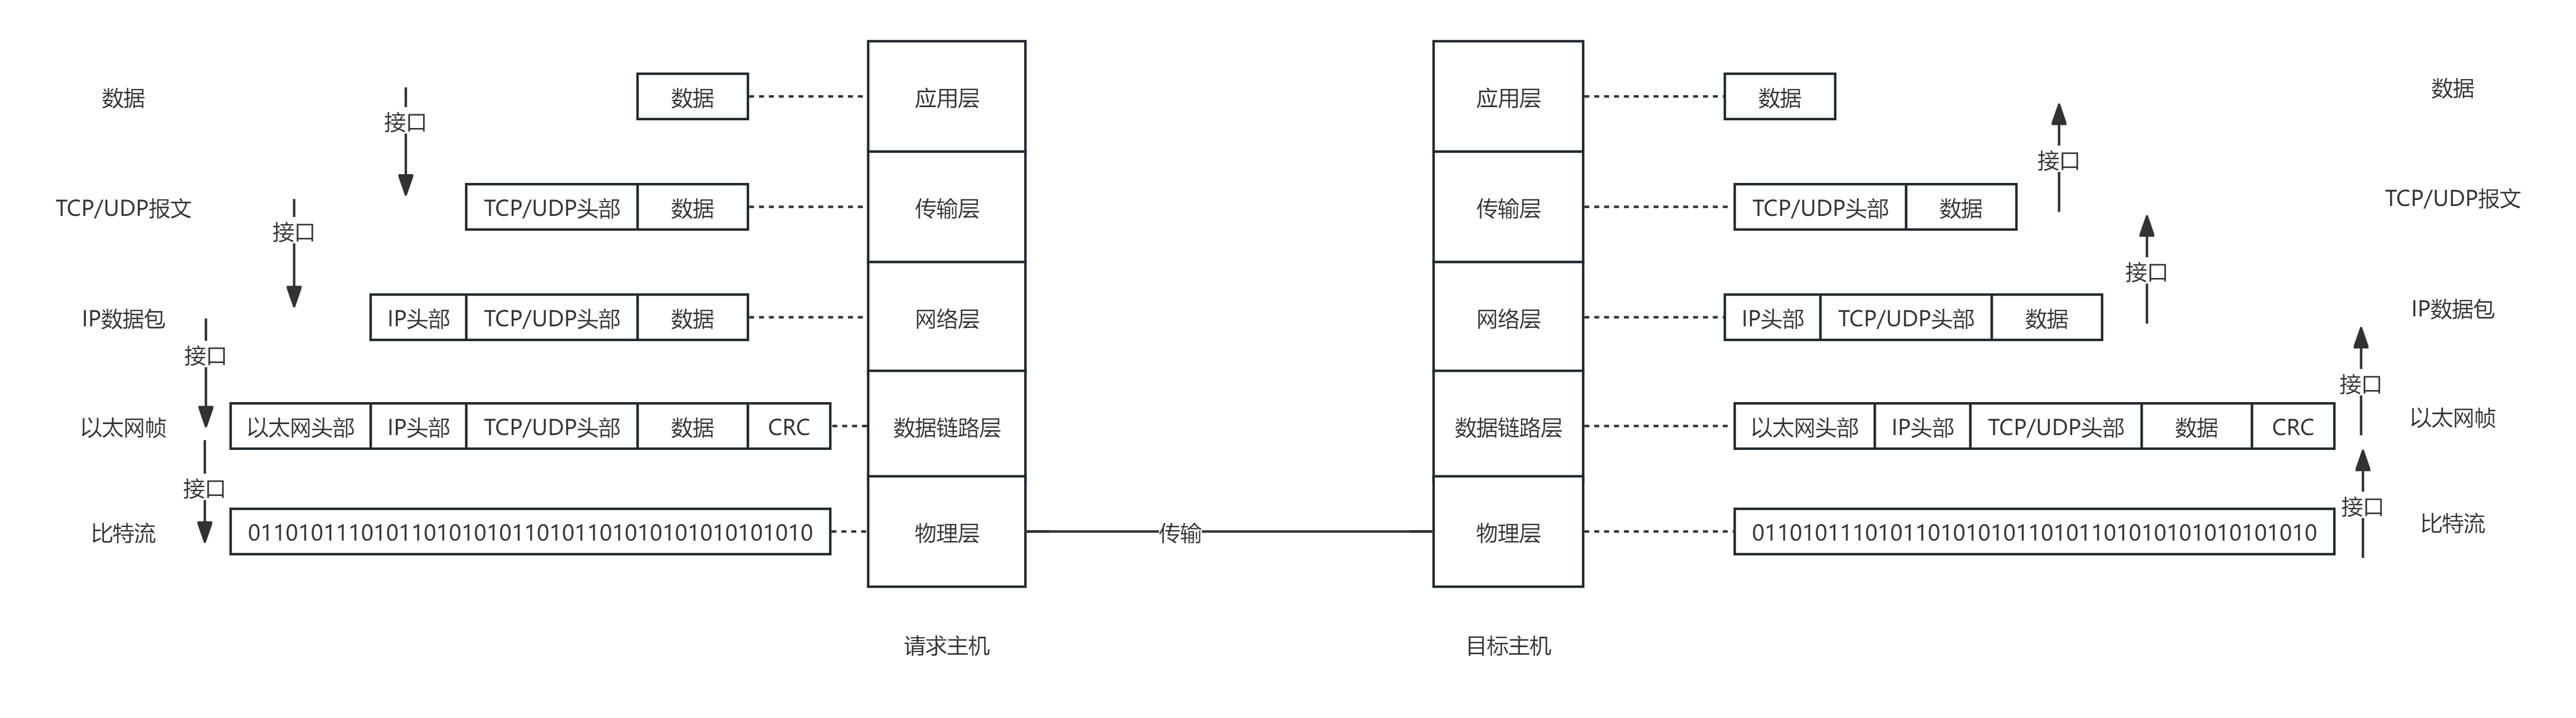 数据
接口
数据
应用层
应用层
数据
接口
数据
TCP/UDP报文
接口
TCP/UDP头部
数据
传输层
传输层
TCP/UDP头部
数据
接口
TCP/UDP报文
IP数据包
接口
IP头部
TCP/UDP头部
数据
网络层
网络层
IP头部
TCP/UDP头部
数据
接口
IP数据包
以太网帧
接口
以太网头部
IP头部
TCP/UDP头部
数据
CRC
数据链路层
数据链路层
以太网头部
IP头部
TCP/UDP头部
数据
CRC
接口
以太网帧
比特流
01101011101011010101011010110101010101010101010
物理层
传输
物理层
01101011101011010101011010110101010101010101010
比特流
请求主机
目标主机